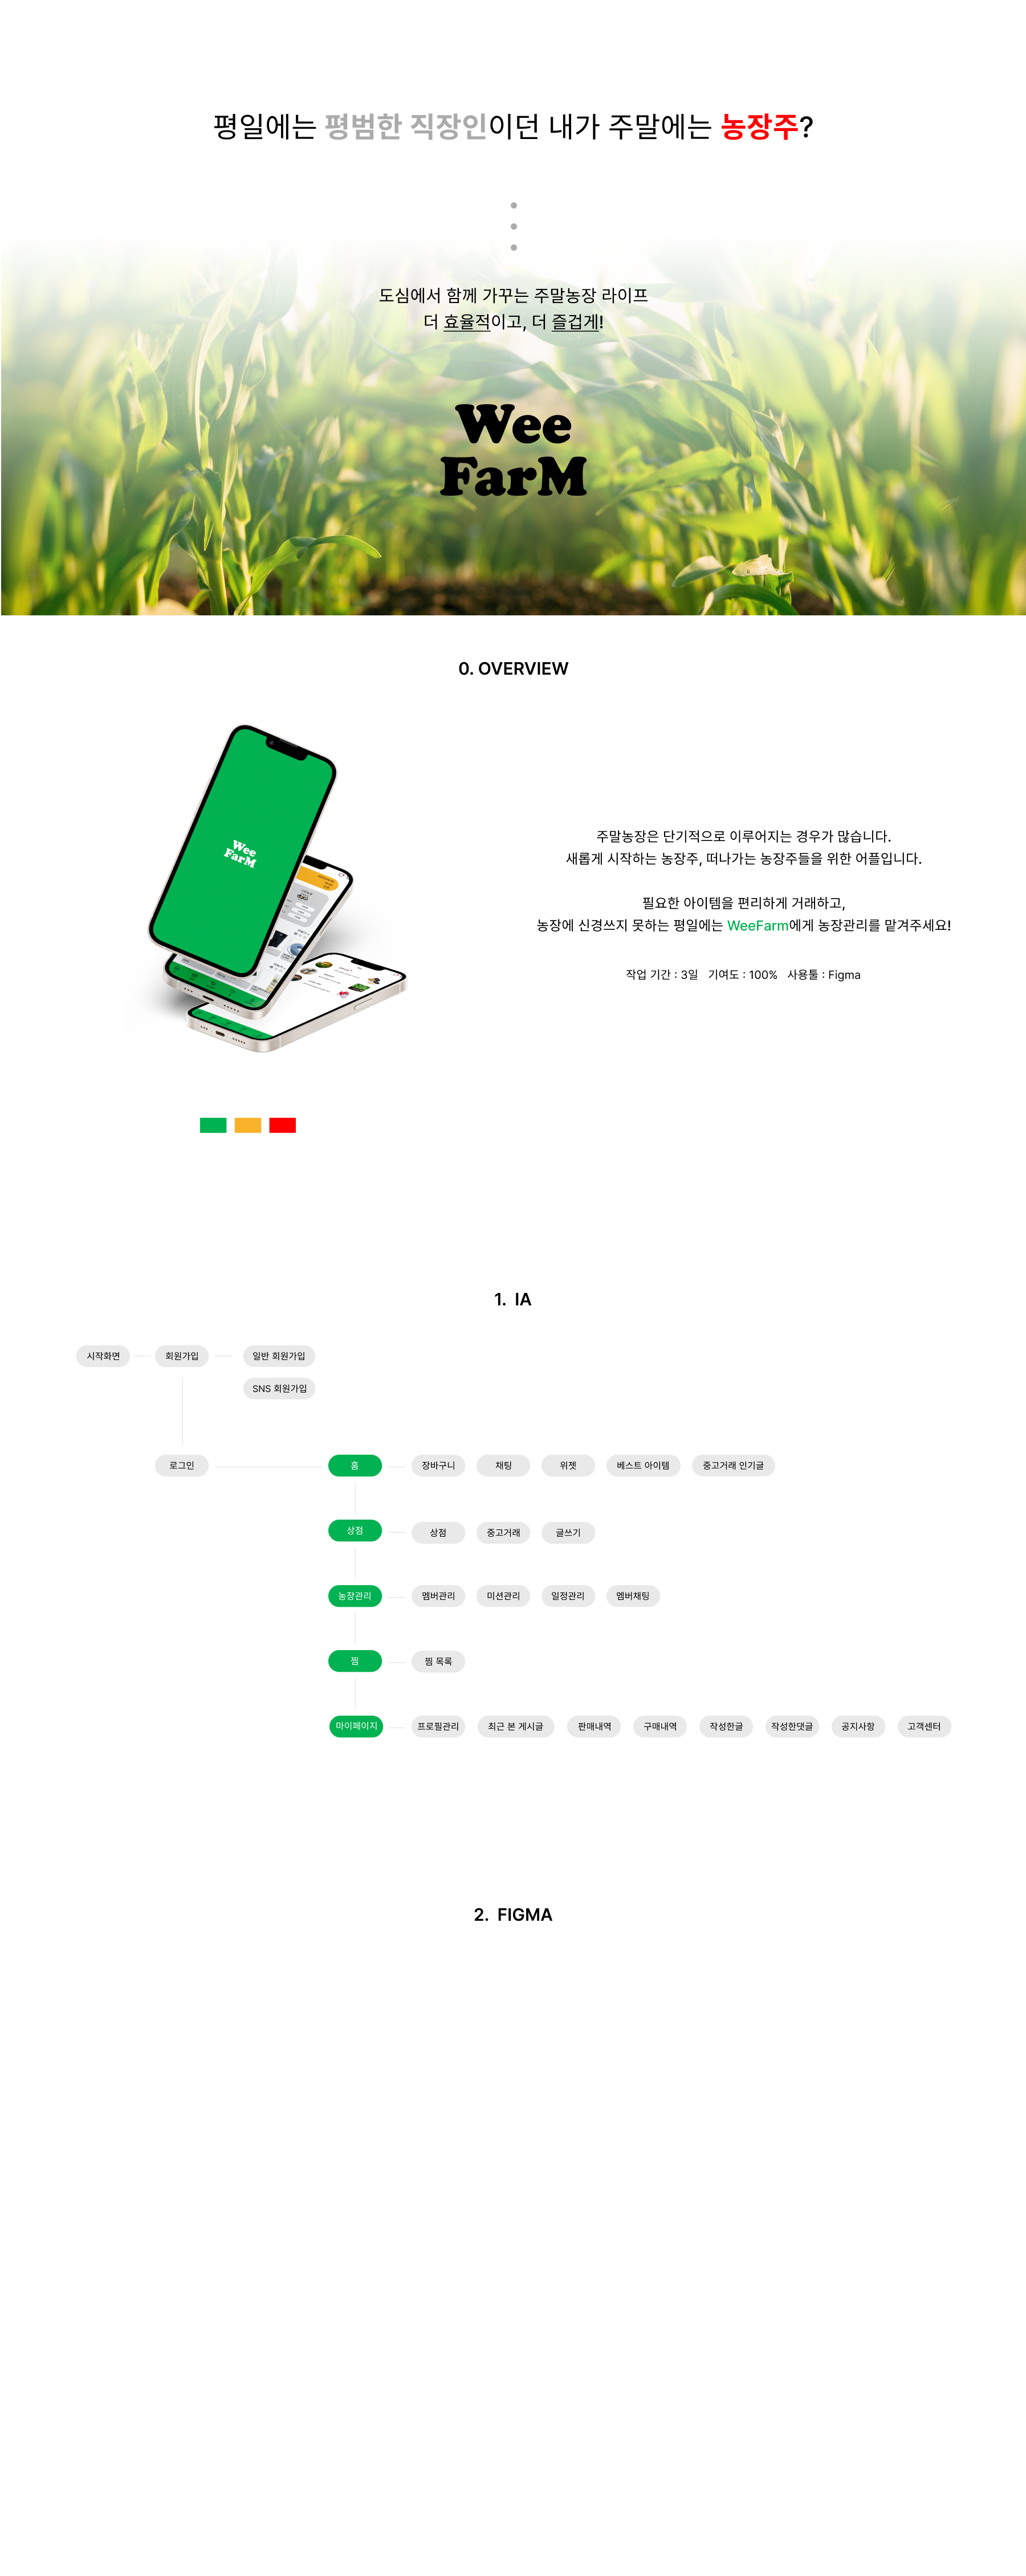 평일에는 평범한 직장인이던 내가 주말에는 농장주?
도심에서 함께 가꾸는 주말농장 라이프
더 효율적이고, 더 즐겁게!
Wee
FarM
0. OVERVIEW
Wee
FarM
주말농장은 단기적으로 이루어지는 경우가 많습니다.
새롭게 시작하는 농장주, 떠나가는 농장주들을 위한 어플입니다.
필요한 아이템을 편리하게 거래하고,
농장에 신경쓰지 못하는 평일에는 WeeFarm에게 농장관리를 맡겨주세요!
작업 기간 : 3일 기여도 : 100% 사용툴 : Figma
1. IA
시작화면 회원가입 일반 회원가입
SNS 회원가입
로그인 홈 장바구니 채팅 위젯 베스트 아이템 중고거래 인기글
상점 상점 중고거래 글쓰기
농장관리 멤버관리 미션관리 일정관리 멤버채팅
찜 찜 목록
마이페이지 프로필관리 최근 본 게시글 판매내역 구매내역 작성한글 작성한댓글 공지사항 고객센터
2. FIGMA